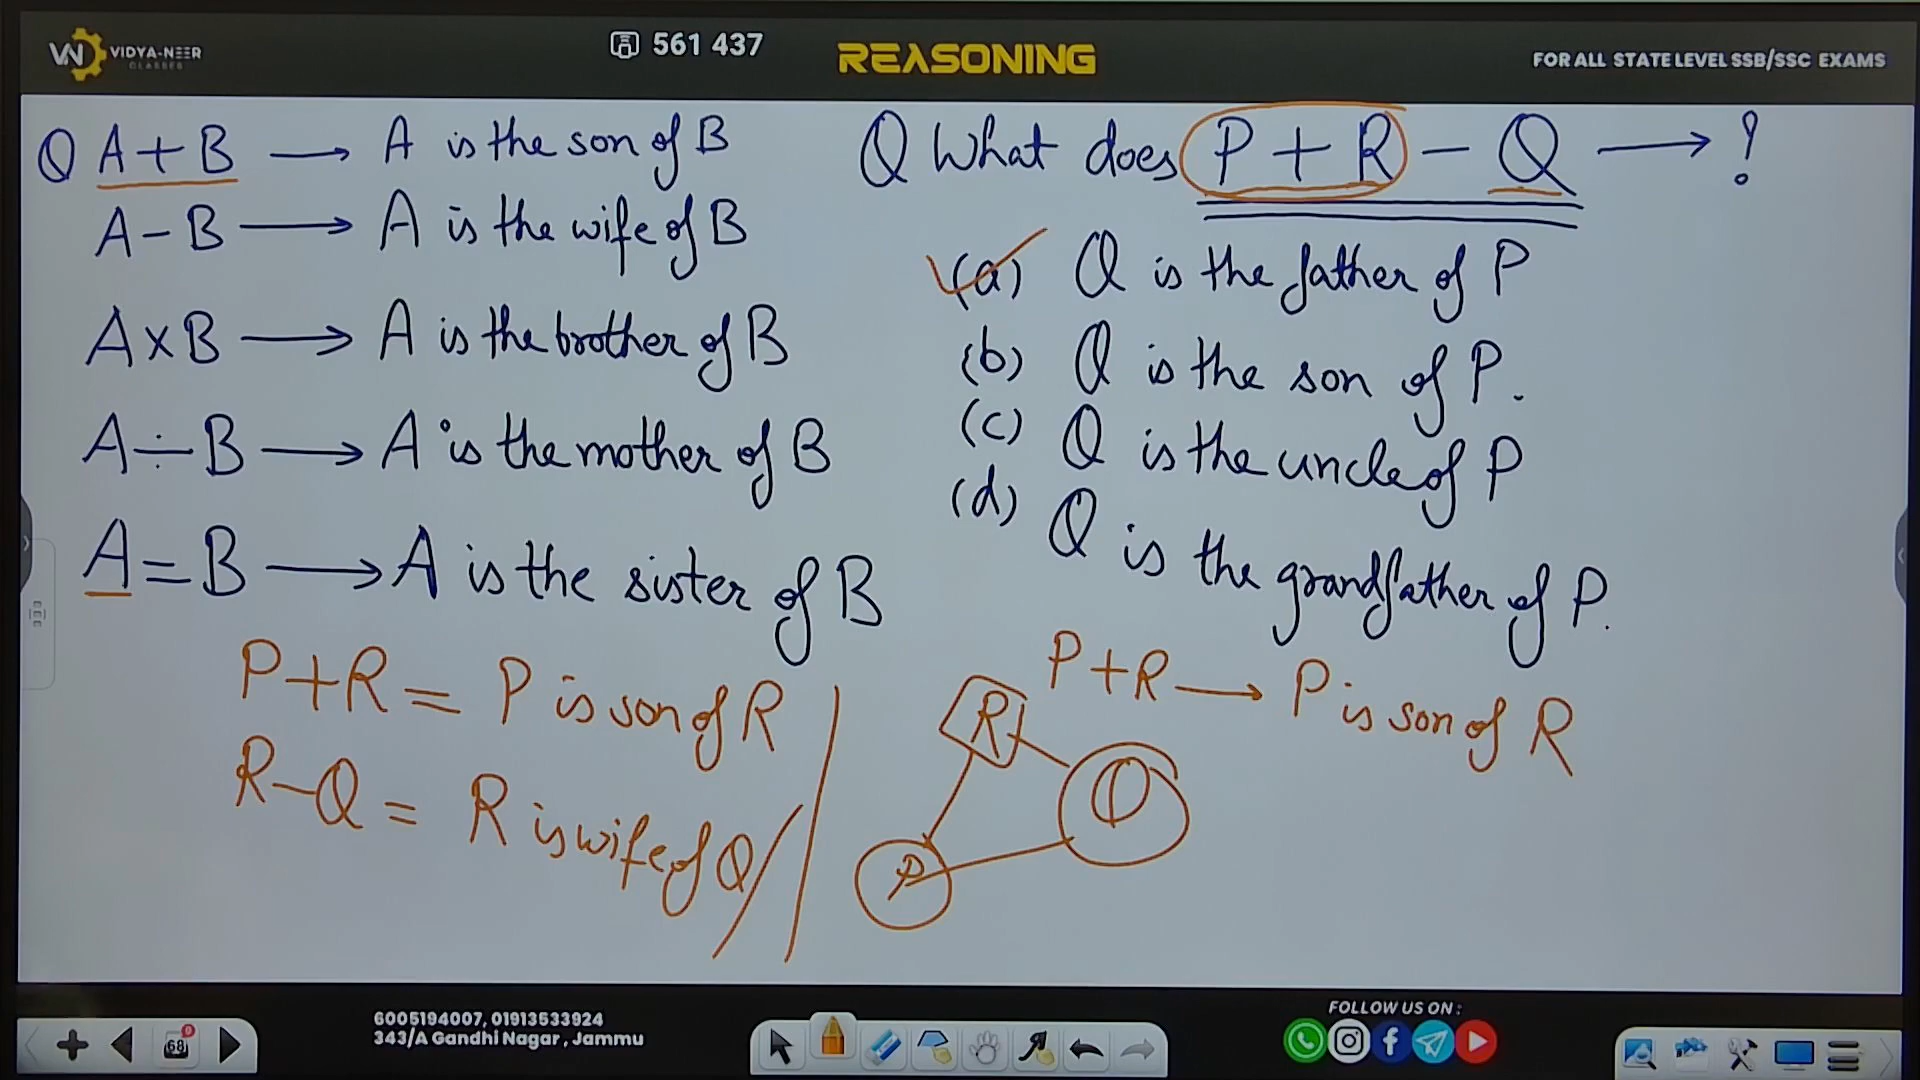 VN VIDYA-NEER
CLASSES
561 437
REASONING
FOR ALL STATE LEVEL SSB/SSC EXAMS
Q A+B → A is the son of B
A-B → A is the wife of B
A×B → A is the brother of B
A÷B → A is the mother of B
A=B → A is the sister of B
Q What does P+R-Q → ?
(a) Q is the father of P
(b) Q is the son of P.
(c) Q is the uncle of P
(d) Q is the grandfather of P.
P+R = P is son of R
R-Q = R is wife of Q
P+R → P is son of R
R
Q
P
68
6005194007, 01913533924
343/A Gandhi Nagar, Jammu
FOLLOW US ON :